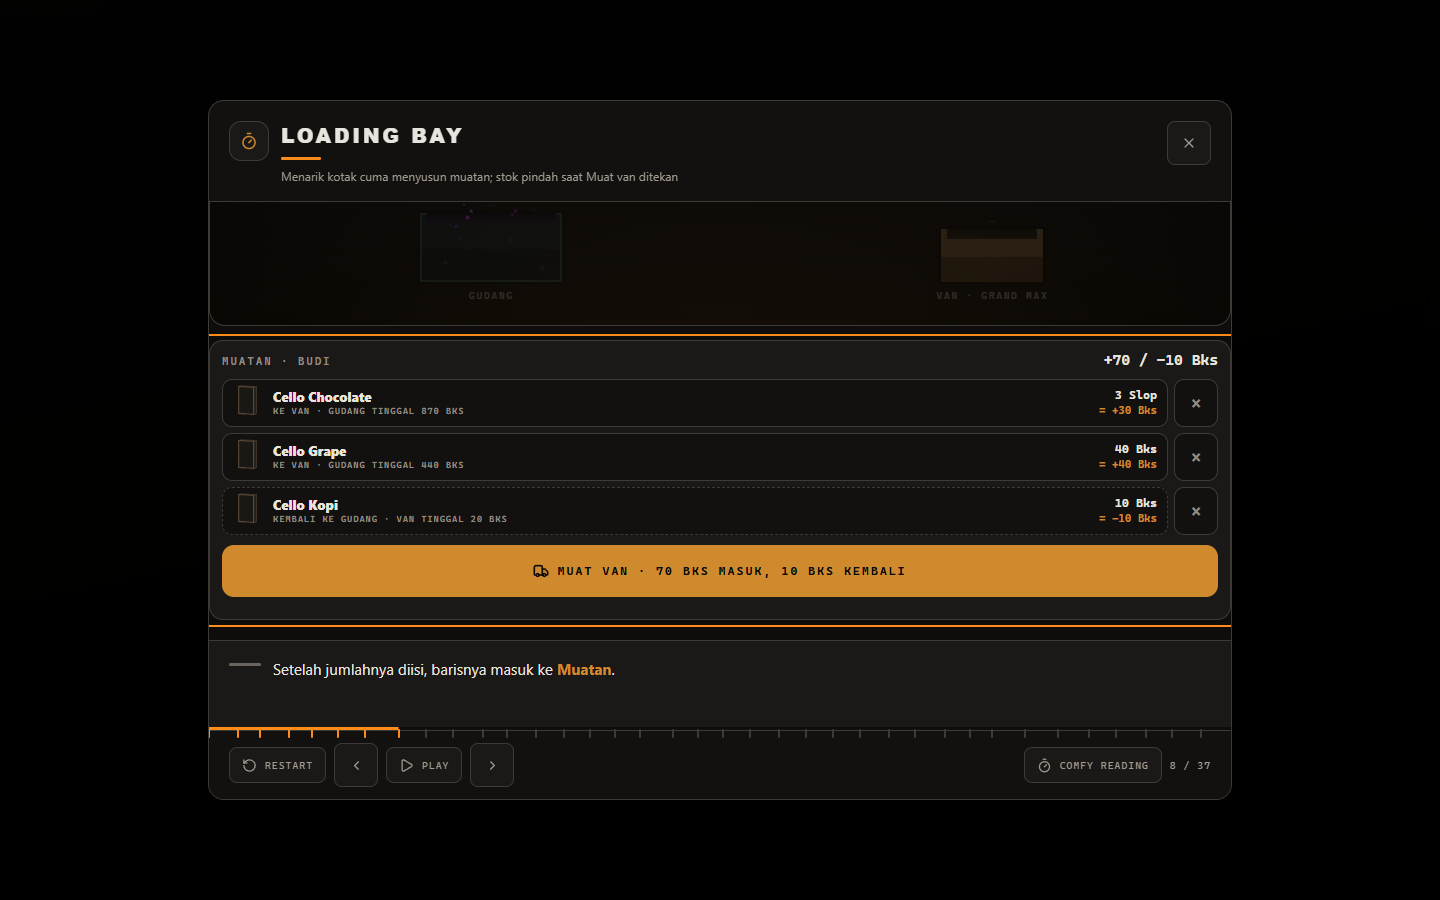 LOADING BAY
Menarik kotak cuma menyusun muatan; stok pindah saat Muat van ditekan
GUDANG
VAN · GRAND MAX
MUATAN · BUDI
+70 / −10 Bks
Cello Chocolate
3 Slop
KE VAN · GUDANG TINGGAL 870 BKS
= +30 Bks
Cello Grape
40 Bks
KE VAN · GUDANG TINGGAL 440 BKS
= +40 Bks
Cello Kopi
10 Bks
KEMBALI KE GUDANG · VAN TINGGAL 20 BKS
= −10 Bks
MUAT VAN · 70 BKS MASUK, 10 BKS KEMBALI
Setelah jumlahnya diisi, barisnya masuk ke Muatan.
RESTART
PLAY
COMFY READING
8 / 37